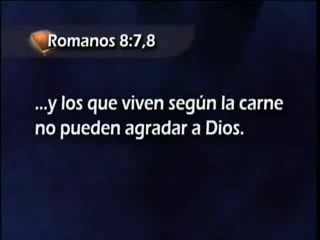 Romanos 8:7,8
...y los que viven según la carne
no pueden agradar a Dios.